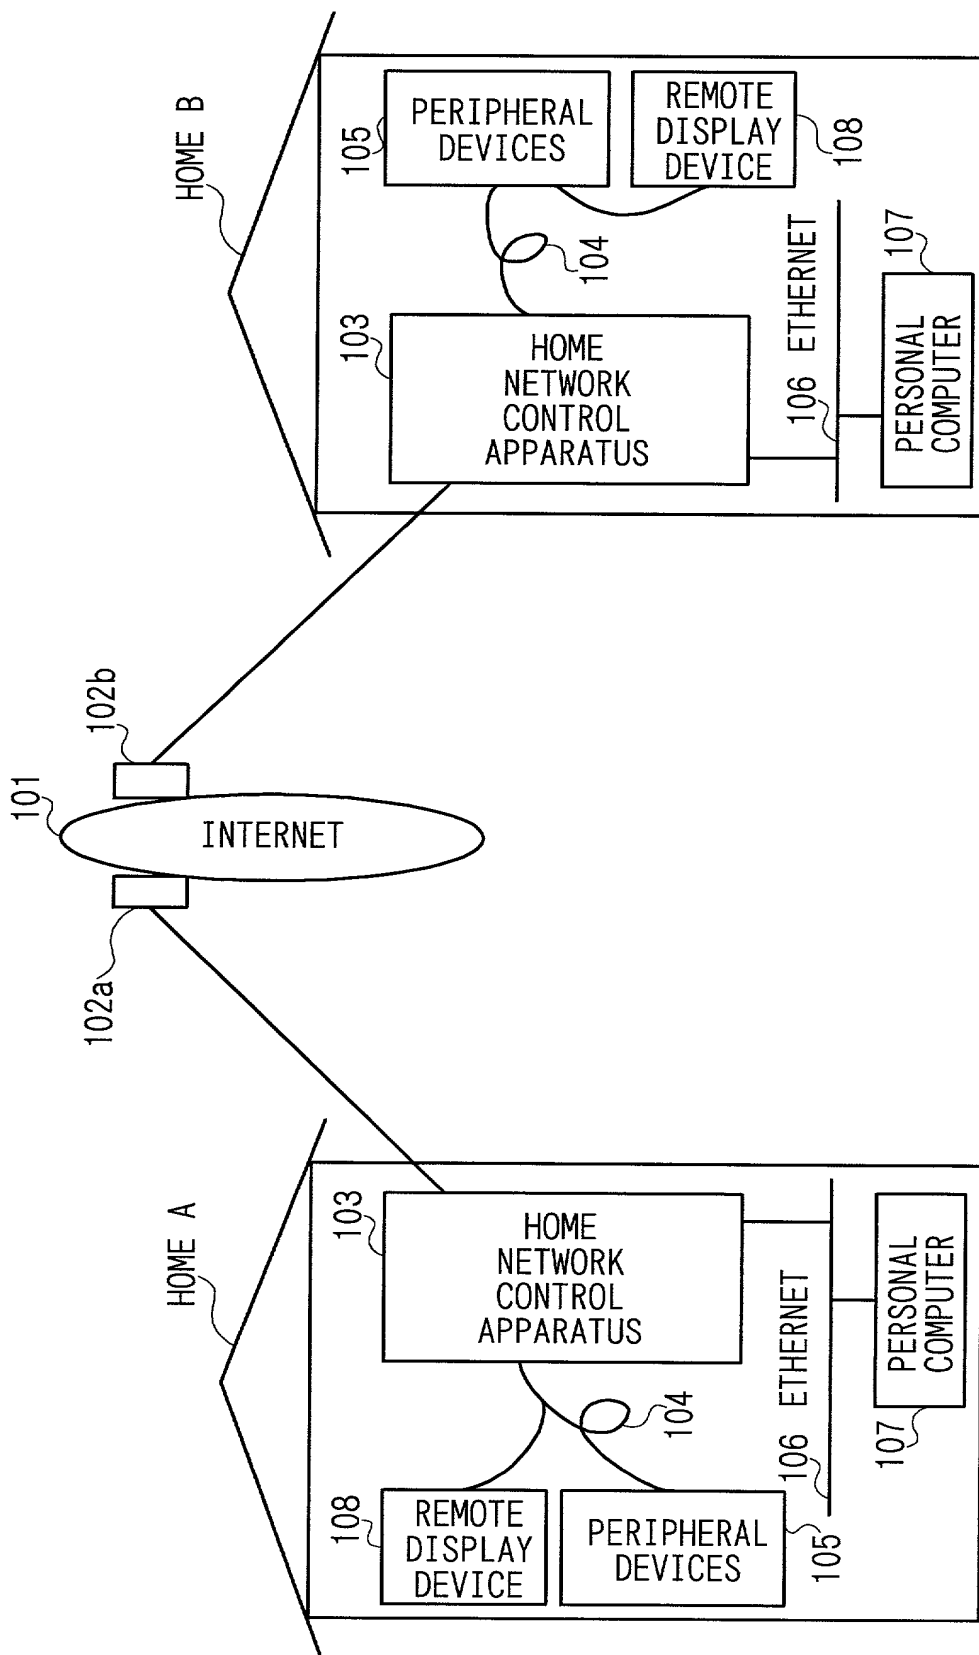 101
INTERNET
102a
102b
HOME A
103
HOME
NETWORK
CONTROL
APPARATUS
104
108
REMOTE
DISPLAY
DEVICE
PERIPHERAL
DEVICES
105
106
ETHERNET
PERSONAL
COMPUTER
107
HOME B
103
HOME
NETWORK
CONTROL
APPARATUS
104
105
PERIPHERAL
DEVICES
REMOTE
DISPLAY
DEVICE
108
106
ETHERNET
107
PERSONAL
COMPUTER